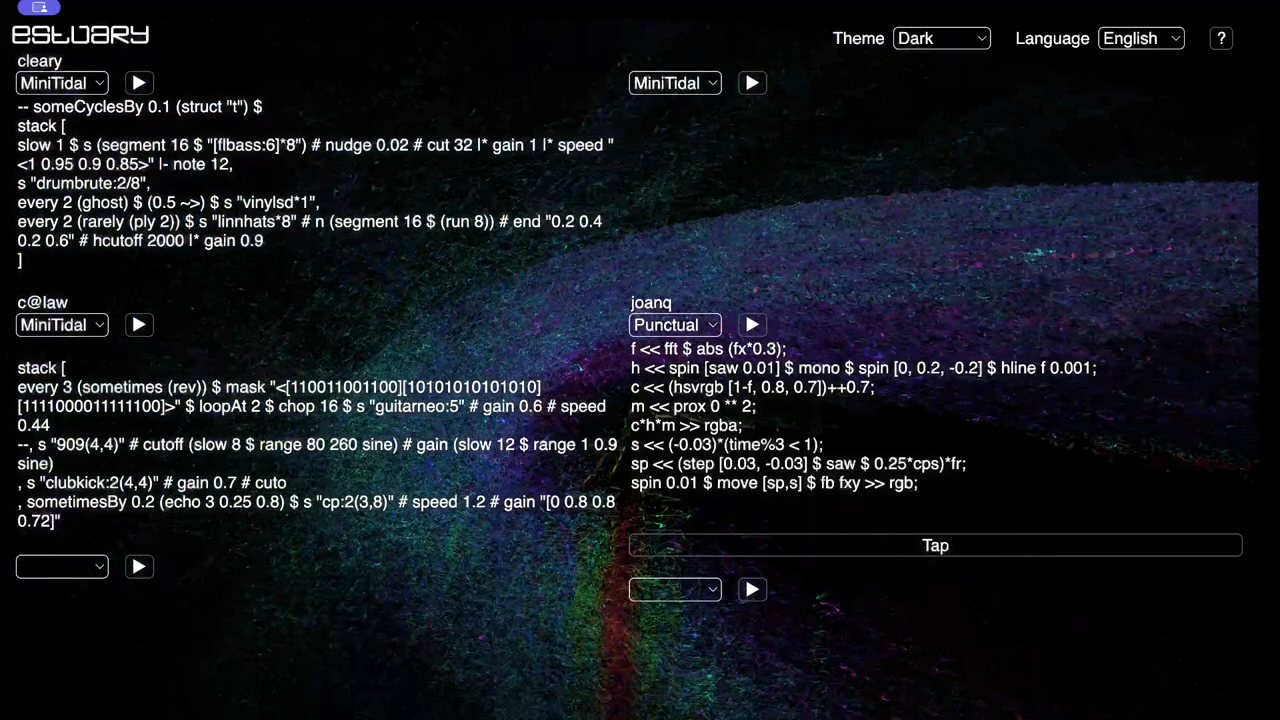 estuary
Theme Dark Language English ?
cleary
MiniTidal
-- someCyclesBy 0.1 (struct "t") $
stack [
slow 1 $ s (segment 16 $ "[flbass:6]*8") # nudge 0.02 # cut 32 |* gain 1 |* speed "
<1 0.95 0.9 0.85>" |- note 12,
s "drumbrute:2/8",
every 2 (ghost) $ (0.5 ~>) $ s "vinylsd*1",
every 2 (rarely (ply 2)) $ s "linnhats*8" # n (segment 16 $ (run 8)) # end "0.2 0.4
0.2 0.6" # hcutoff 2000 |* gain 0.9
]
MiniTidal
c@law
MiniTidal
stack [
every 3 (sometimes (rev)) $ mask "<[110011001100][10101010101010]
[1111000011111100]>" $ loopAt 2 $ chop 16 $ s "guitarneo:5" # gain 0.6 # speed
0.44
--, s "909(4,4)" # cutoff (slow 8 $ range 80 260 sine) # gain (slow 12 $ range 1 0.9
sine)
, s "clubkick:2(4,4)" # gain 0.7 # cuto
, sometimesBy 0.2 (echo 3 0.25 0.8) $ s "cp:2(3,8)" # speed 1.2 # gain "[0 0.8 0.8
0.72]"
joanq
Punctual
f << fft $ abs (fx*0.3);
h << spin [saw 0.01] $ mono $ spin [0, 0.2, -0.2] $ hline f 0.001;
c << (hsvrgb [1-f, 0.8, 0.7])++0.7;
m << prox 0 ** 2;
c*h*m >> rgba;
s << (-0.03)*(time%3 < 1);
sp << (step [0.03, -0.03] $ saw $ 0.25*cps)*fr;
spin 0.01 $ move [sp,s] $ fb fxy >> rgb;
Tap